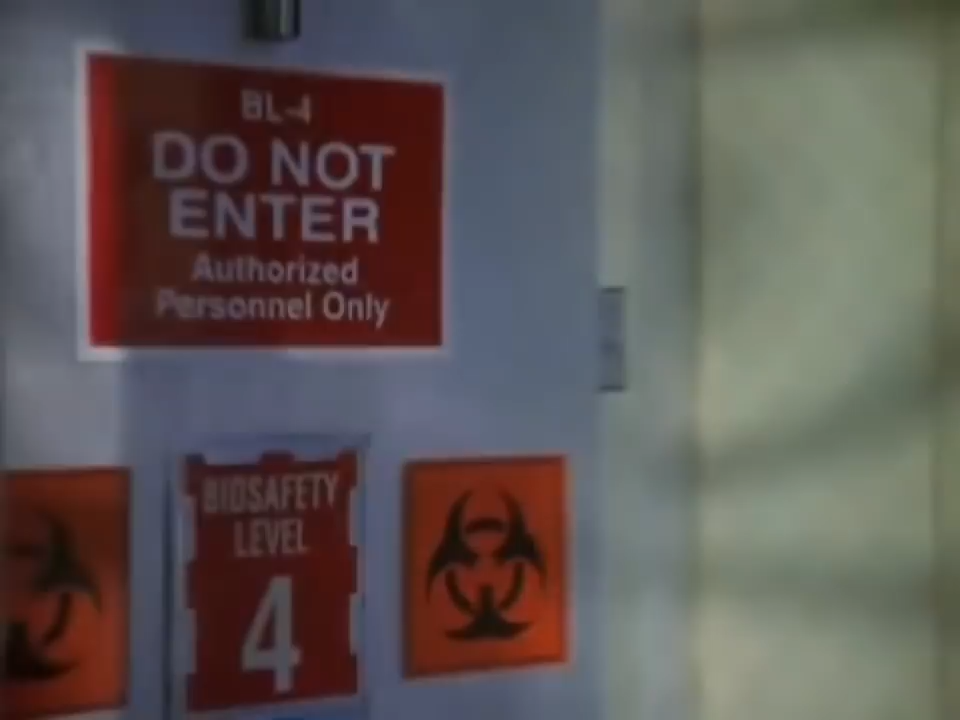 BL-4
DO NOT
ENTER
Authorized
Personnel Only
BIOSAFETY
LEVEL
4